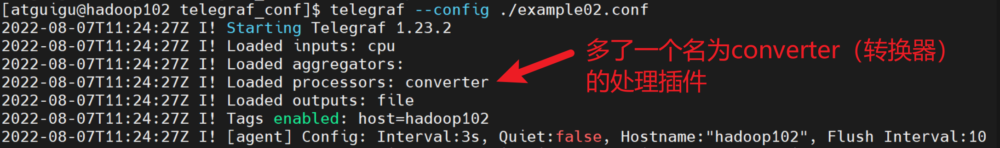 [atguigu@hadoop102 telegraf_conf]$ telegraf --config ./example02.conf
2022-08-07T11:24:27Z I! Starting Telegraf 1.23.2
2022-08-07T11:24:27Z I! Loaded inputs: cpu
2022-08-07T11:24:27Z I! Loaded aggregators:
2022-08-07T11:24:27Z I! Loaded processors: converter
2022-08-07T11:24:27Z I! Loaded outputs: file
2022-08-07T11:24:27Z I! Tags enabled: host=hadoop102
2022-08-07T11:24:27Z I! [agent] Config: Interval:3s, Quiet:false, Hostname:"hadoop102", Flush Interval:10
多了一个名为converter（转换器）
的处理插件